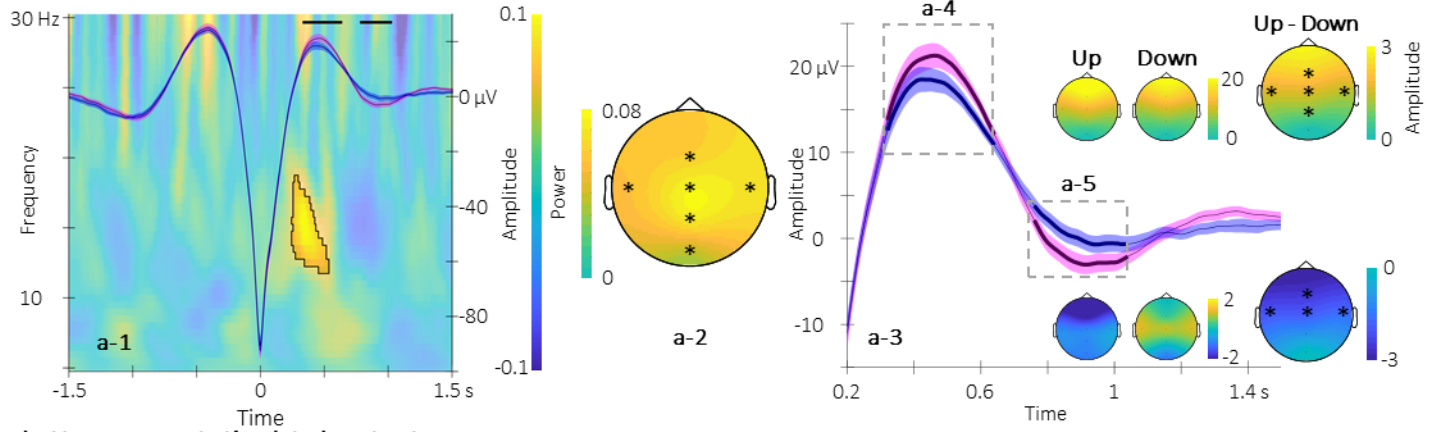 30 Hz
10
Frequency
a-1
-1.5
0
1.5 s
Time
0 µV
-40
-80
Amplitude
0.1
-0.1
Power
0.08
0
* * * * * *
a-2
a-4
20 µV
10
0
-10
Amplitude
a-3
0.2
0.6
1
1.4 s
Time
a-5
Up
Down
Up - Down
20
0
* * * * *
3
0
Amplitude
2
-2
* * * *
0
-3